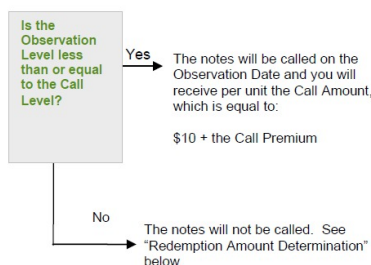 Is the
Observation
Level less
than or equal
to the Call
Level?
Yes
The notes will be called on the
Observation Date and you will
receive per unit the Call Amount,
which is equal to:
$10 + the Call Premium
No
The notes will not be called.  See
“Redemption Amount Determination”
below